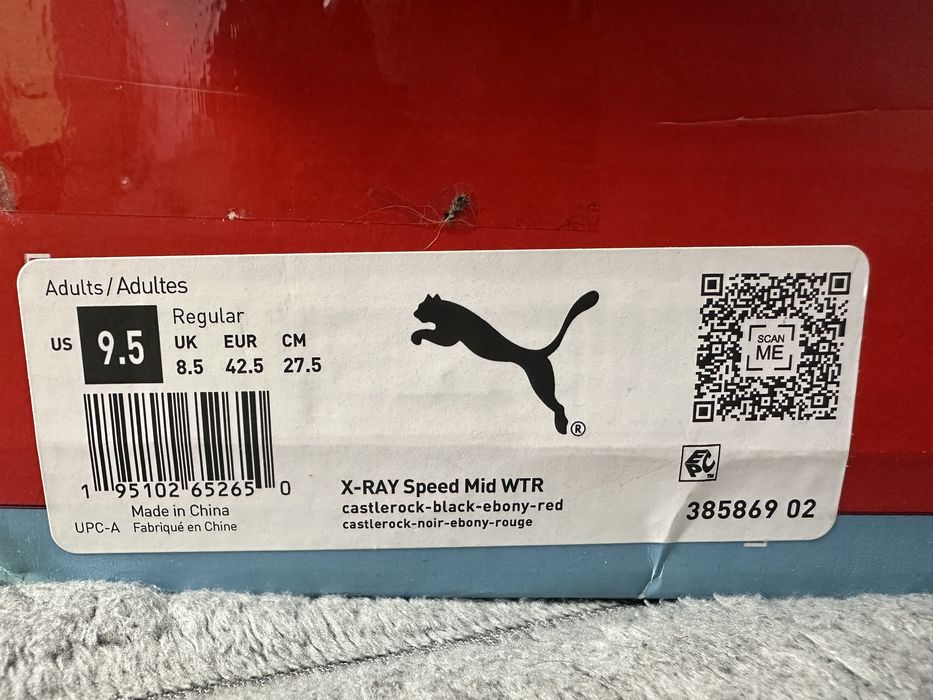 Adults/Adultes
US 9.5
Regular
UK EUR CM
8.5 42.5 27.5
1 95102 65265 0
Made in China
UPC-A Fabriqué en Chine
®
X-RAY Speed Mid WTR
castlerock-black-ebony-red
castlerock-noir-ebony-rouge
SCAN
ME
EPC™
385869 02